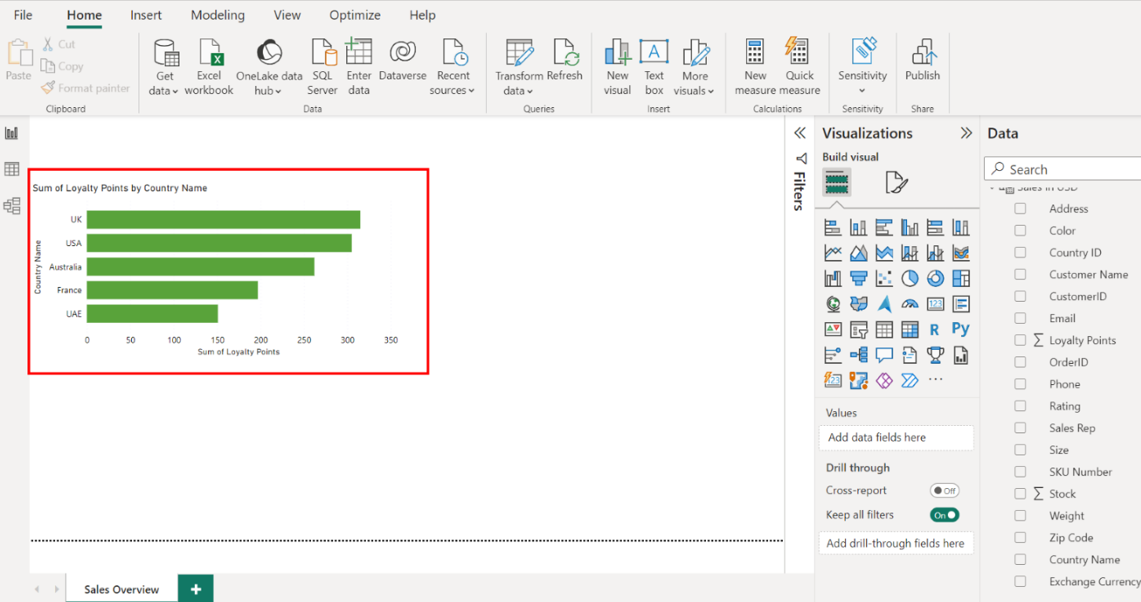 File Home Insert Modeling View Optimize Help
Paste
Cut
Copy
Format painter
Clipboard
Get data
Excel workbook
OneLake data hub
SQL Server
Enter data
Dataverse
Recent sources
Data
Transform data
Refresh
Queries
New visual
Text box
More visuals
Insert
New measure
Quick measure
Calculations
Sensitivity
Sensitivity
Publish
Share
Sum of Loyalty Points by Country Name
Country Name
UK
USA
Australia
France
UAE
0 50 100 150 200 250 300 350
Sum of Loyalty Points
Filters
Visualizations
Build visual
123
R
Py
123
Values
Add data fields here
Drill through
Cross-report
Off
Keep all filters
On
Add drill-through fields here
Data
Search
Sales in USD
Address
Color
Country ID
Customer Name
CustomerID
Email
Loyalty Points
OrderID
Phone
Rating
Sales Rep
Size
SKU Number
Stock
Weight
Zip Code
Country Name
Exchange Currency
Sales Overview